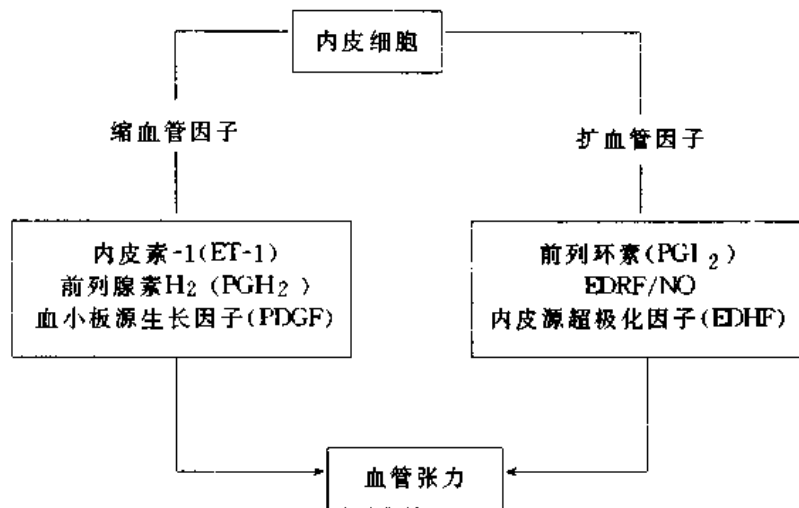 内皮细胞
缩血管因子
扩血管因子
内皮素-1(ET-1)
前列腺素H₂ (PGH₂)
血小板源生长因子(PDGF)
前列环素(PGI₂)
EDRF/NO
内皮源超极化因子(EDHF)
血管张力